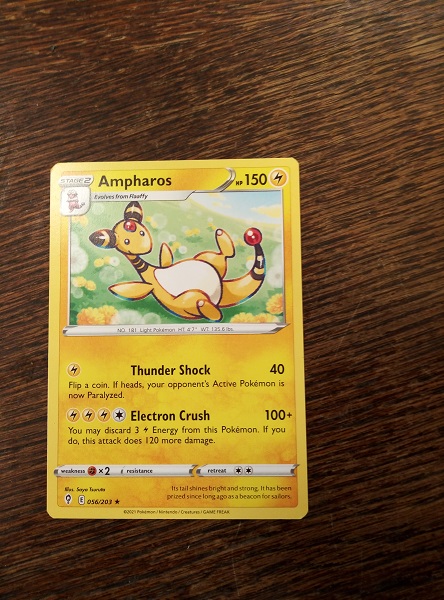 STAGE 2 Ampharos HP 150
Evolves from Flaaffy
NO. 181 Light Pokémon HT: 4'7" WT: 135.6 lbs.
Thunder Shock 40
Flip a coin. If heads, your opponent's Active Pokémon is
now Paralyzed.
Electron Crush 100+
You may discard 3 Energy from this Pokémon. If you
do, this attack does 120 more damage.
weakness ×2 resistance retreat
Illus. Saya Tsuruta
Its tail shines bright and strong. It has been
prized since long ago as a beacon for sailors.
E 056/203 ★
©2021 Pokémon / Nintendo / Creatures / GAME FREAK